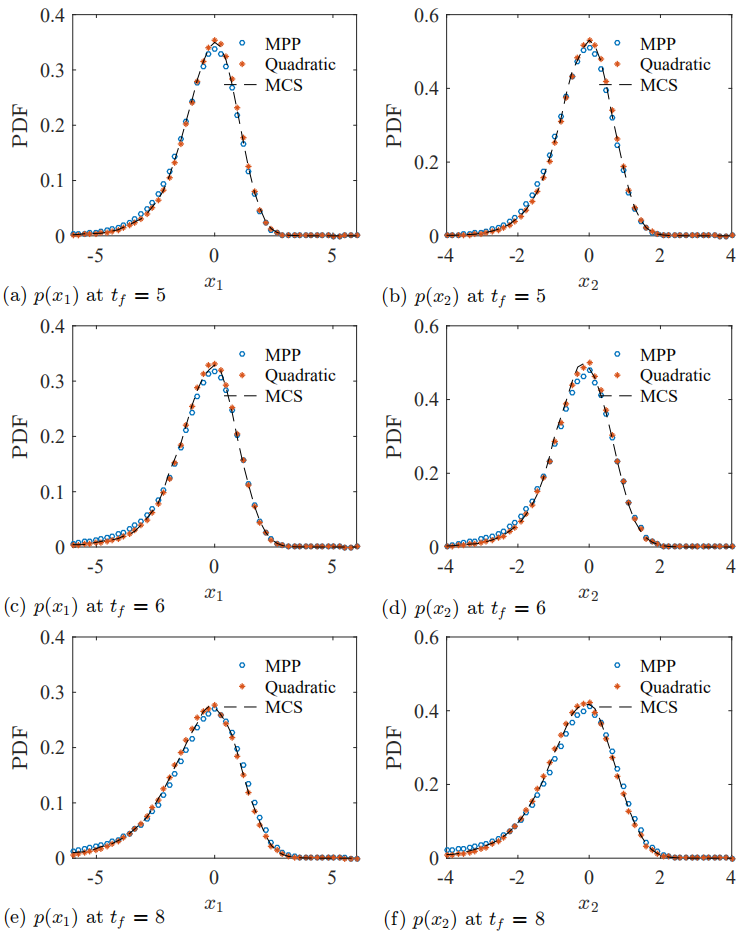 0.4
MPP
Quadratic
MCS
0.3
0.2
0.1
0
PDF
-5
0
5
x₁
(a) p(x₁) at t_f = 5
0.6
MPP
Quadratic
MCS
0.4
0.2
0
PDF
-4
-2
0
2
4
x₂
(b) p(x₂) at t_f = 5
0.4
MPP
Quadratic
MCS
0.3
0.2
0.1
0
PDF
-5
0
5
x₁
(c) p(x₁) at t_f = 6
0.6
MPP
Quadratic
MCS
0.4
0.2
0
PDF
-4
-2
0
2
4
x₂
(d) p(x₂) at t_f = 6
0.4
MPP
Quadratic
MCS
0.3
0.2
0.1
0
PDF
-5
0
5
x₁
(e) p(x₁) at t_f = 8
0.6
MPP
Quadratic
MCS
0.4
0.2
0
PDF
-4
-2
0
2
4
x₂
(f) p(x₂) at t_f = 8